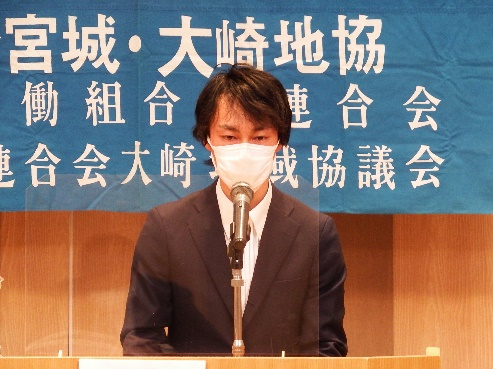 宮城・大崎地協
働組合 連合会
連合会大崎 域協議会